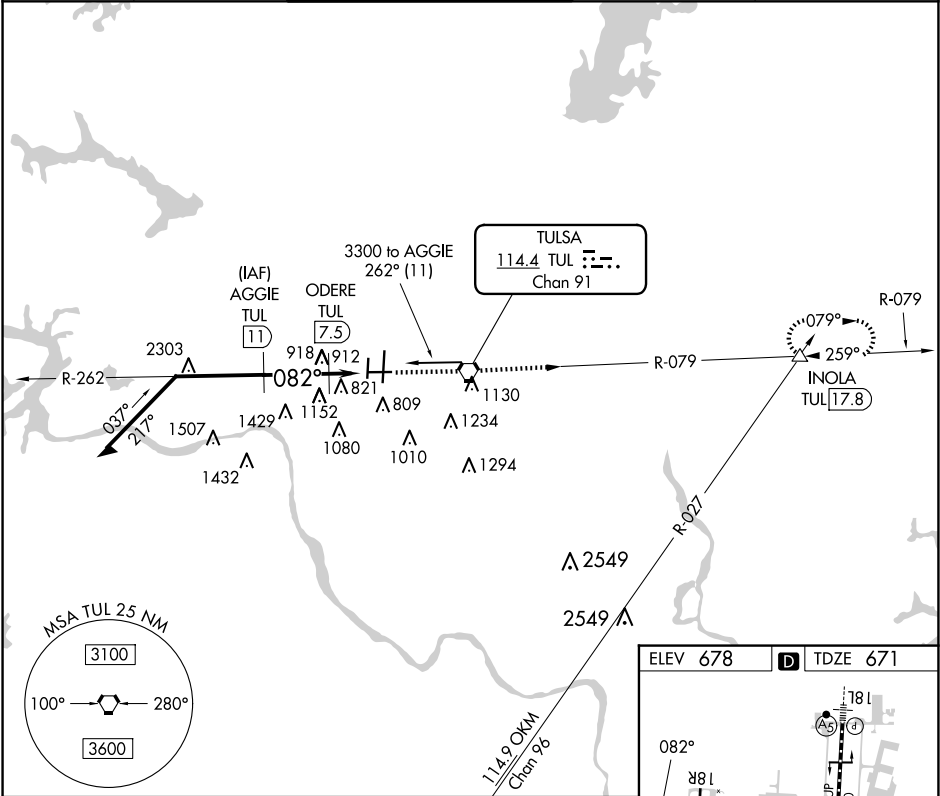 TULSA
114.4 TUL
Chan 91
3300 to AGGIE
262° (11)
(IAF)
AGGIE
TUL
11
ODERE
TUL
7.5
R-079
079°
259°
INOLA
TUL 17.8
R-079
2303
918
912
R-262
082°
821
1130
037°
217°
1429
1152
809
1507
1234
1080
1010
1432
1294
R-027
2549
2549
MSA TUL 25 NM
3100
100°
280°
3600
114.9 OKM
Chan 96
ELEV 678
D
TDZE 671
18L
A5
P
082°
18R
UP